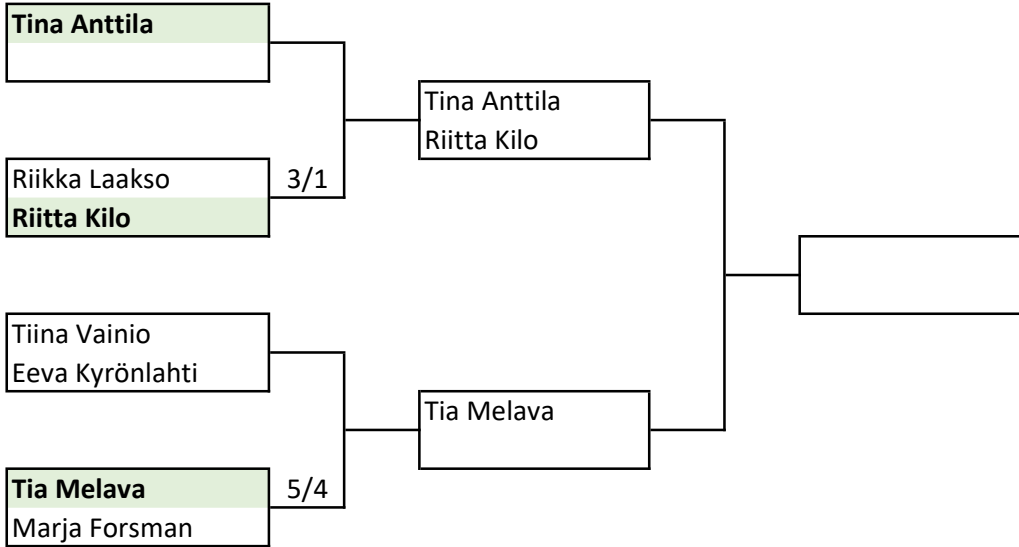 Tina Anttila
Tina Anttila
Riitta Kilo
Riikka Laakso 3/1
Riitta Kilo
Tiina Vainio
Eeva Kyrönlahti
Tia Melava
Tia Melava 5/4
Marja Forsman